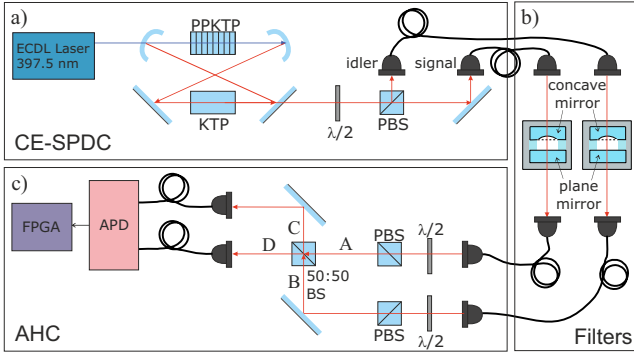 a)
PPKTP
ECDL Laser
397.5 nm
KTP
λ/2
PBS
idler
signal
CE-SPDC
b)
concave
mirror
plane
mirror
Filters
c)
FPGA
APD
C
D
A
B
50:50
BS
PBS
λ/2
PBS
λ/2
AHC